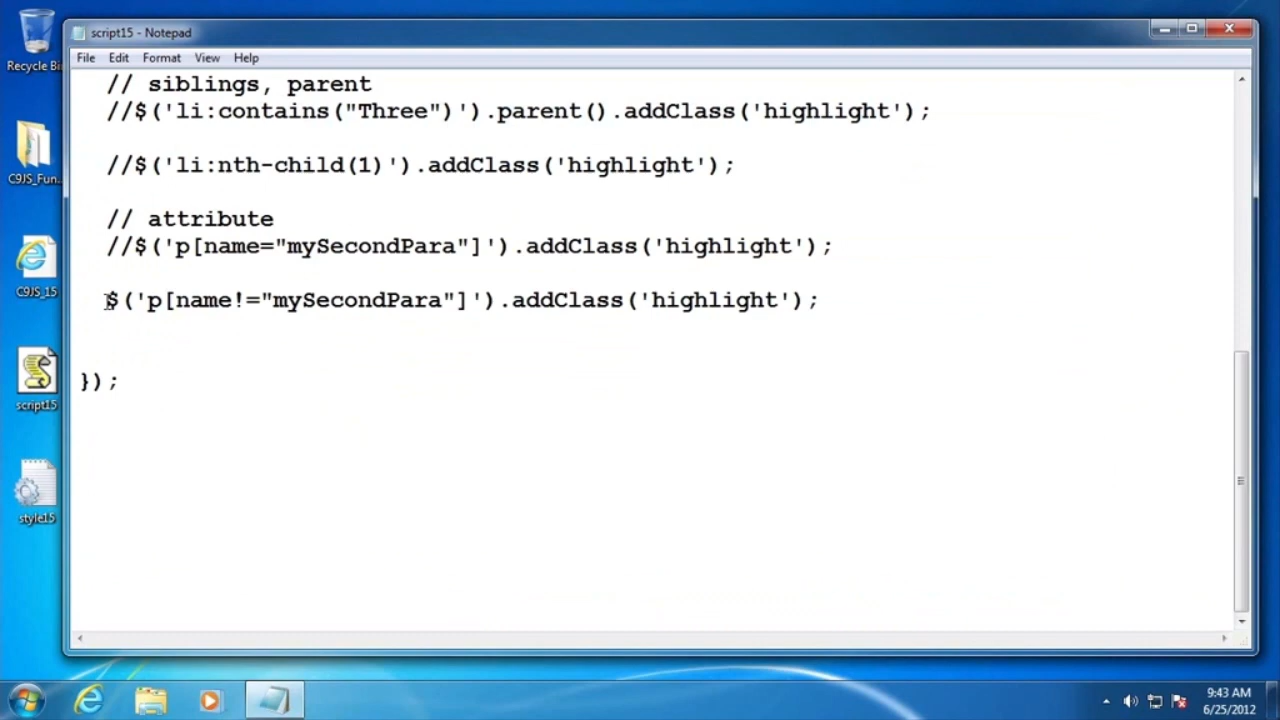 Recycle Bi
C9JS_Fun...
C9JS_15
script15
style15
script15 - Notepad
File Edit Format View Help
// siblings, parent
//$('li:contains("Three")').parent().addClass('highlight');
//$('li:nth-child(1)').addClass('highlight');
// attribute
//$('p[name="mySecondPara"]').addClass('highlight');
$('p[name!="mySecondPara"]').addClass('highlight');
});
9:43 AM
6/25/2012